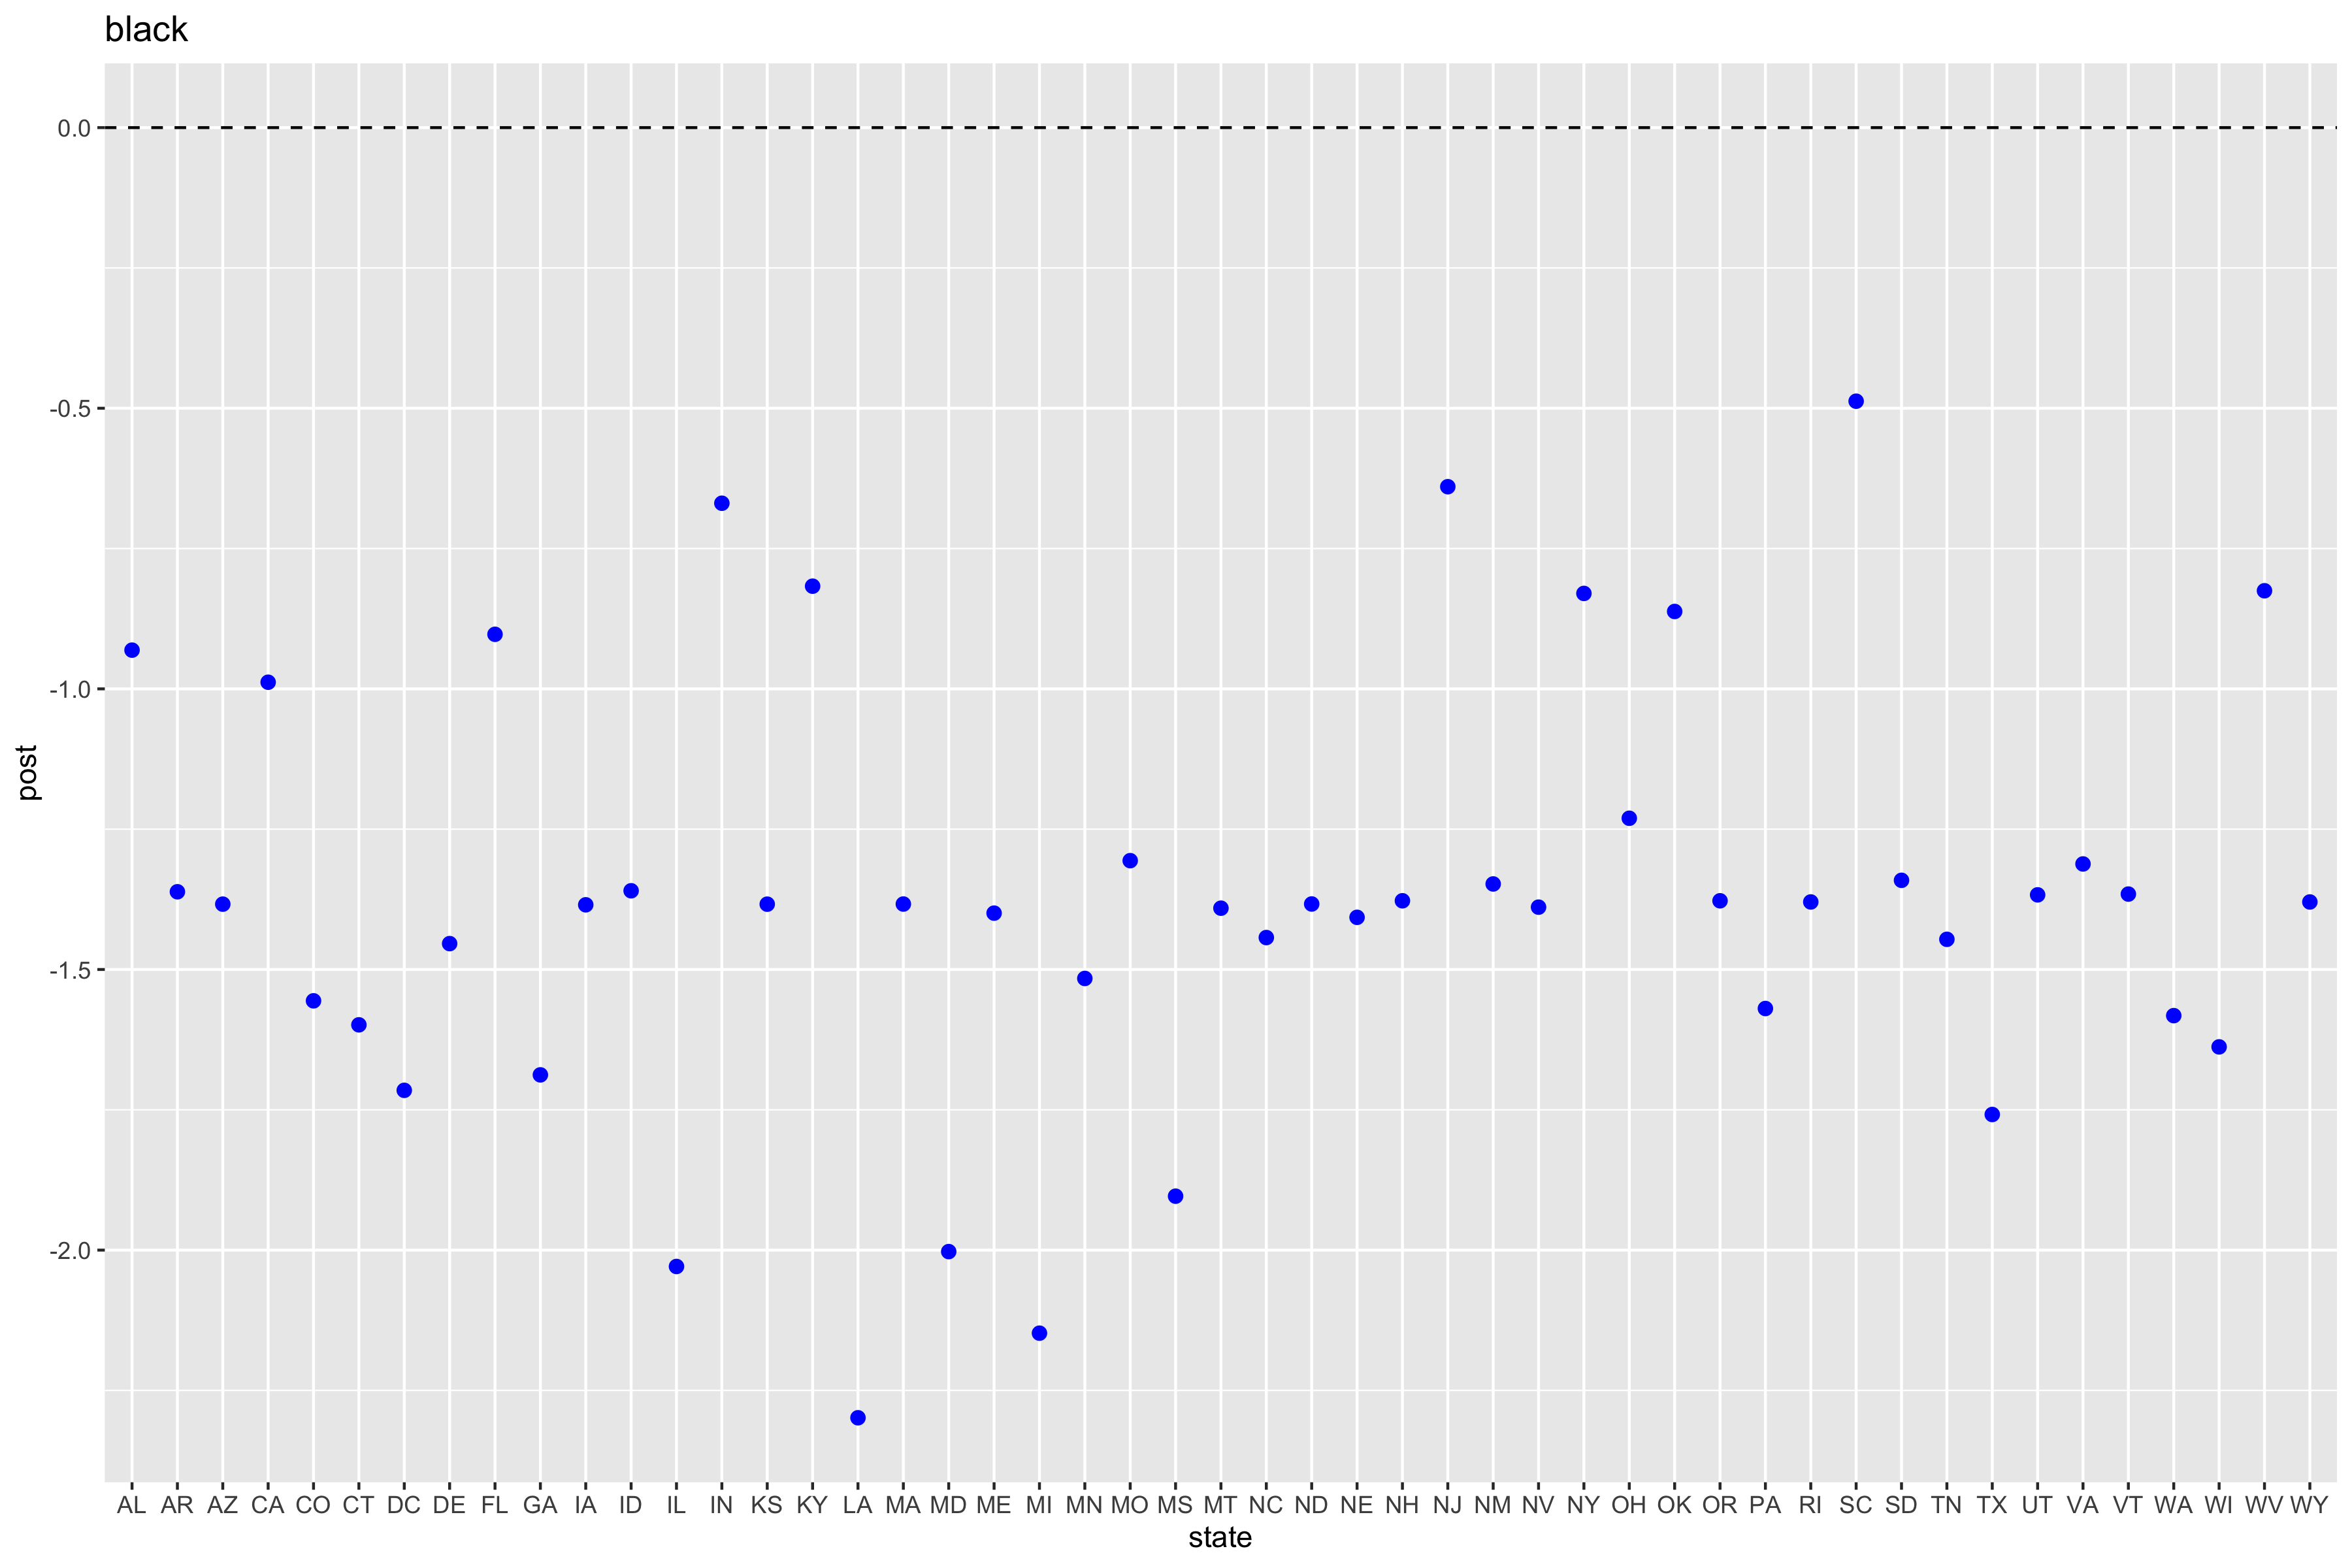 black
0.0
-0.5
-1.0
-1.5
-2.0
post
AL AR AZ CA CO CT DC DE FL GA IA ID IL IN KS KY LA MA MD ME MI MN MO MS MT NC ND NE NH NJ NM NV NY OH OK OR PA RI SC SD TN TX UT VA VT WA WI WV WY
state